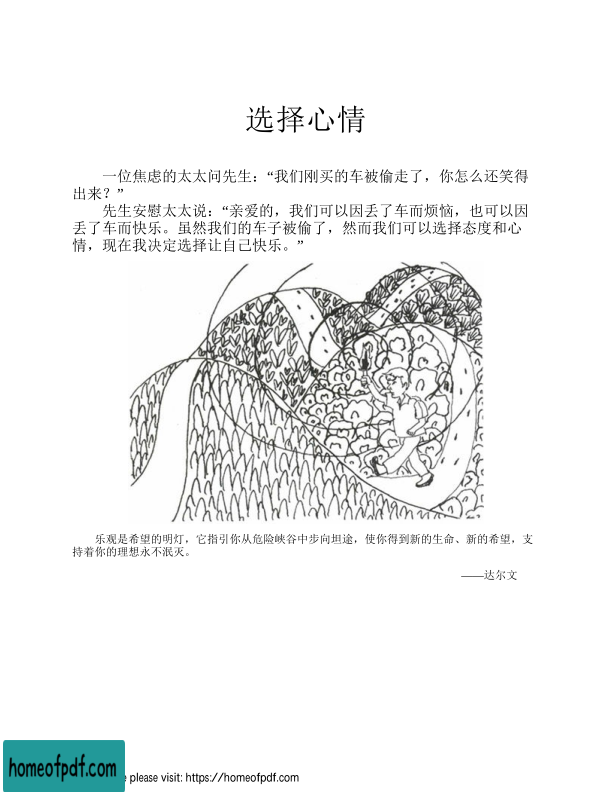 选择心情
一位焦虑的太太问先生：“我们刚买的车被偷走了，你怎么还笑得
出来？”
先生安慰太太说：“亲爱的，我们可以因丢了车而烦恼，也可以因
丢了车而快乐。虽然我们的车子被偷了，然而我们可以选择态度和心
情，现在我决定选择让自己快乐。”
乐观是希望的明灯，它指引你从危险峡谷中步向坦途，使你得到新的生命、新的希望，支
持着你的理想永不泯灭。
——达尔文
homeofpdf.com
e please visit: https://homeofpdf.com